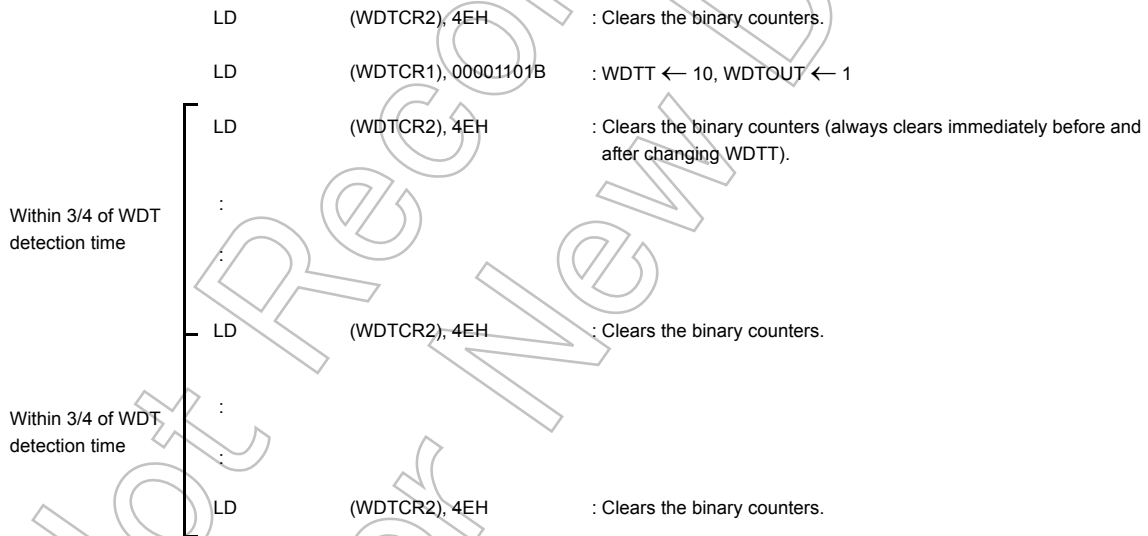 LD (WDTCR2), 4EH : Clears the binary counters.
LD (WDTCR1), 00001101B : WDTT ← 10, WDTOUT ← 1
LD (WDTCR2), 4EH : Clears the binary counters (always clears immediately before and
after changing WDTT).
Within 3/4 of WDT
detection time
:
:
LD (WDTCR2), 4EH : Clears the binary counters.
Within 3/4 of WDT
detection time
:
:
LD (WDTCR2), 4EH : Clears the binary counters.